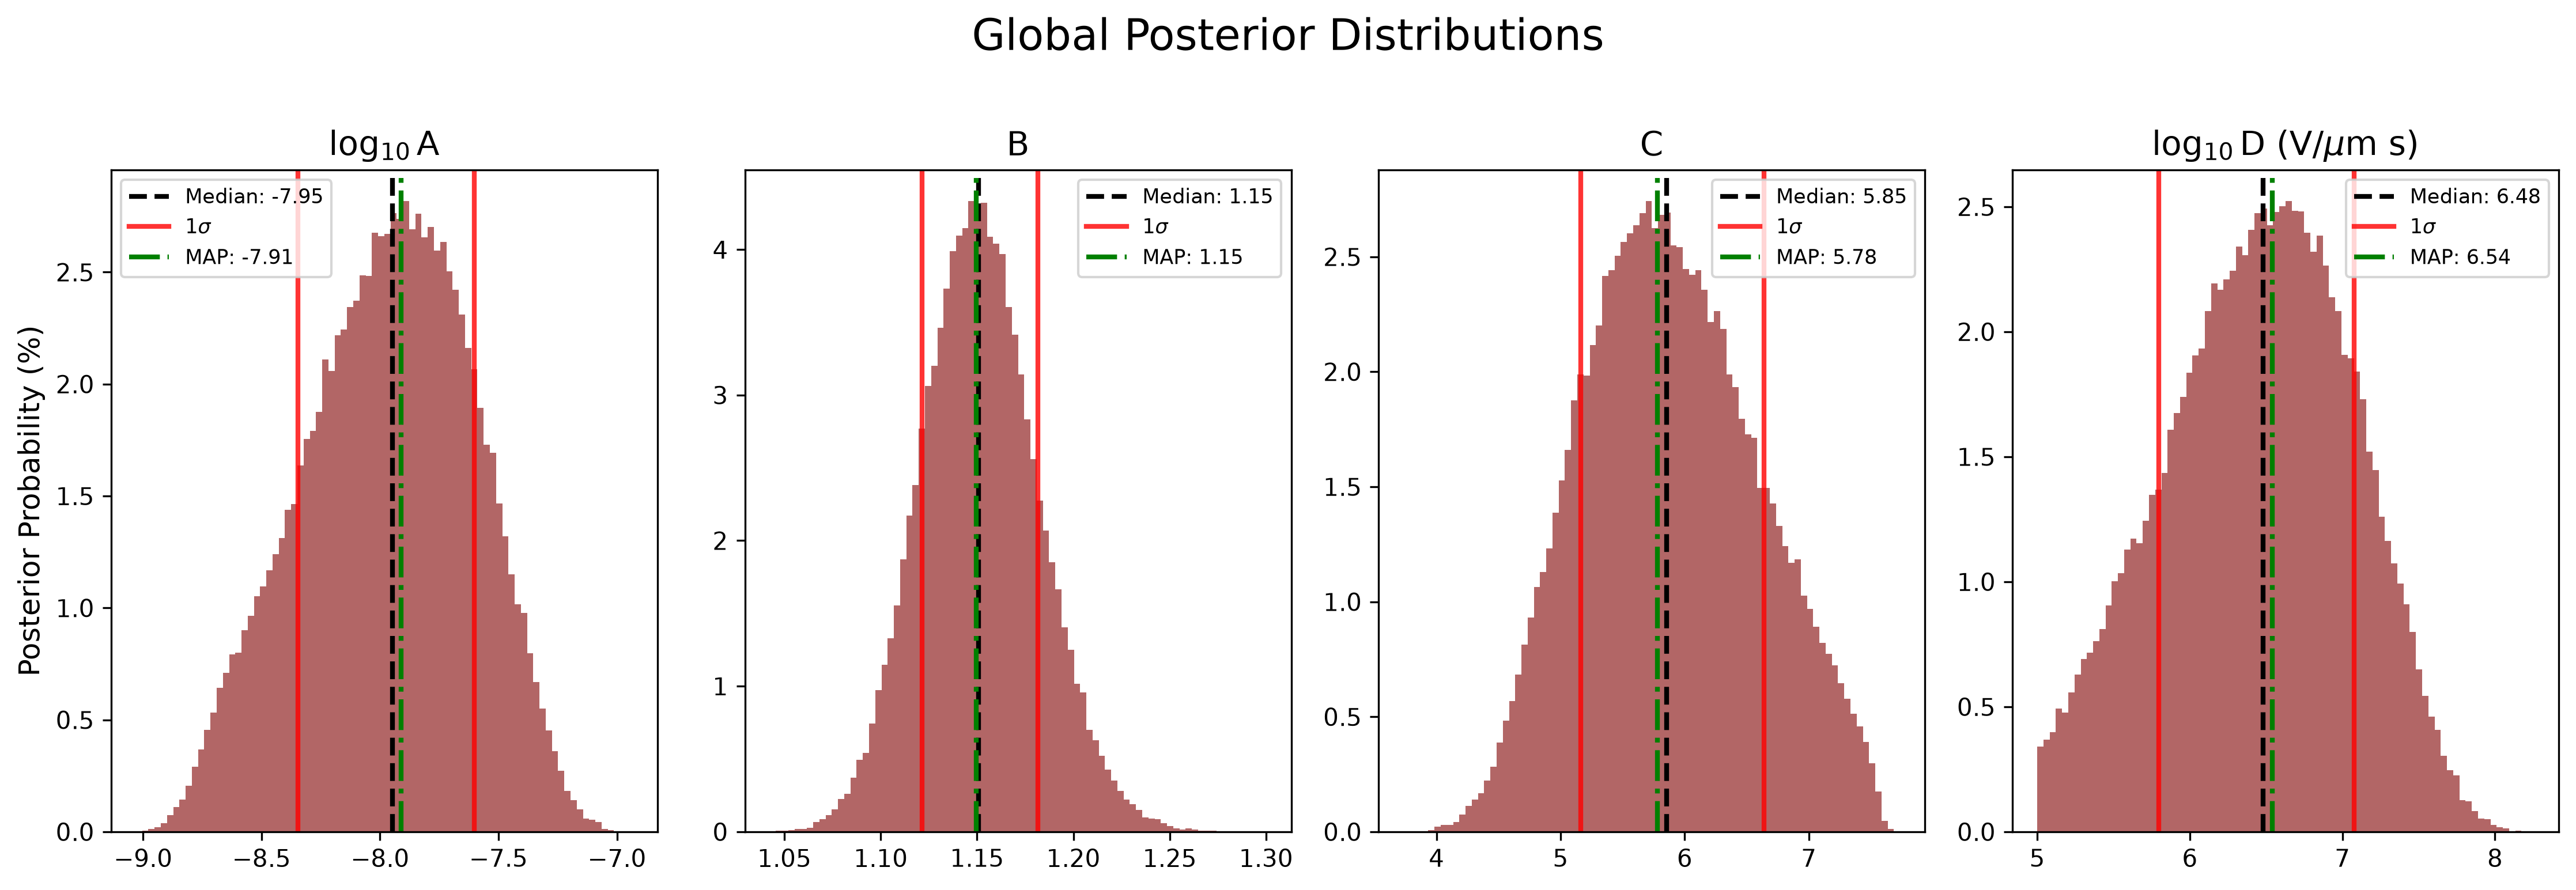 Global Posterior Distributions
log₁₀ A
Posterior Probability (%)
Median: -7.95
1σ
MAP: -7.91
0.0
0.5
1.0
1.5
2.0
2.5
−9.0 −8.5 −8.0 −7.5 −7.0
B
Median: 1.15
1σ
MAP: 1.15
0
1
2
3
4
1.05 1.10 1.15 1.20 1.25 1.30
C
Median: 5.85
1σ
MAP: 5.78
0.0
0.5
1.0
1.5
2.0
2.5
4 5 6 7
log₁₀ D (V/μm s)
Median: 6.48
1σ
MAP: 6.54
0.0
0.5
1.0
1.5
2.0
2.5
5 6 7 8